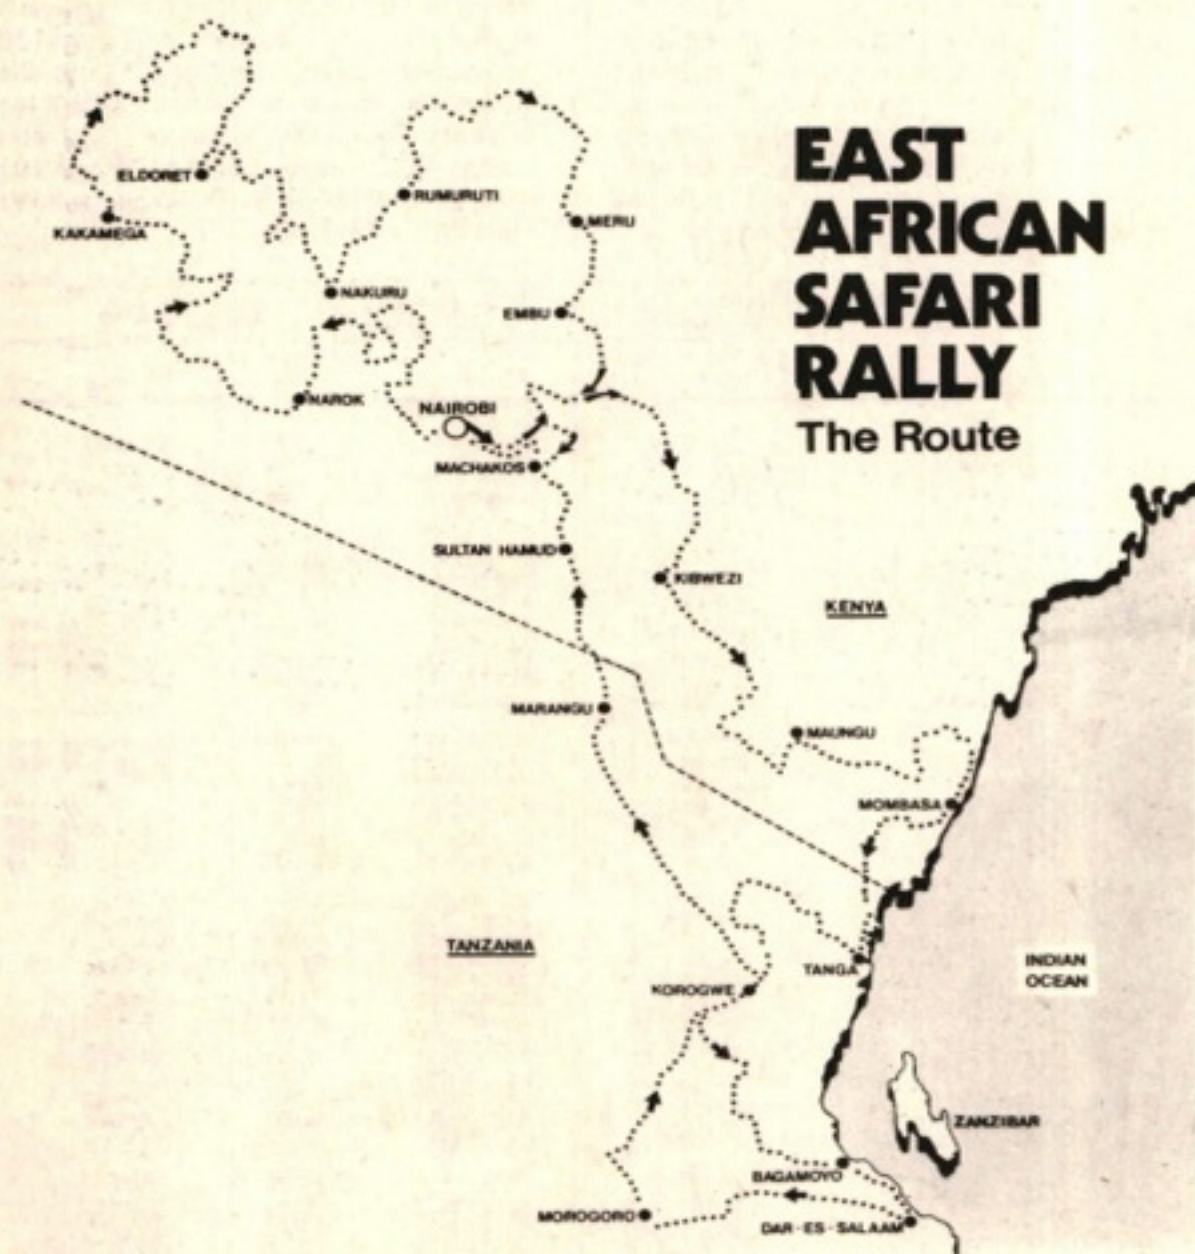 EAST
AFRICAN
SAFARI
RALLY
The Route
ELDORET
RUMURUTI
MERU
KAKAMEGA
NAKURU
EMBU
NAROK
NAIROBI
MACHAKOS
SULTAN HAMUD
KIBWEZI
KENYA
MARANGU
MAUNGU
MOMBASA
TANZANIA
TANGA
INDIAN
OCEAN
KOROGWE
ZANZIBAR
BAGAMOYO
MOROGORO
DAR-ES-SALAAM